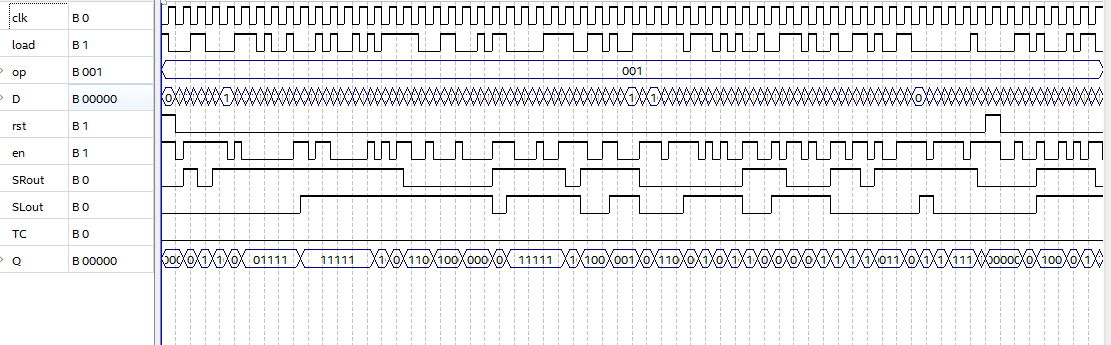 clk B 0
load B 1
op B 001 001
D B 00000 0 1 1 1 0
rst B 1
en B 1
SRout B 0
SLout B 0
TC B 0
Q B 00000 000 0 1 1 0 01111 11111 1 0 110 100 000 0 11111 1 100 001 0 110 0 1 0 1 0 0 0 0 0 1 1 1 011 0 1 1 111 00000 0 100 0 1